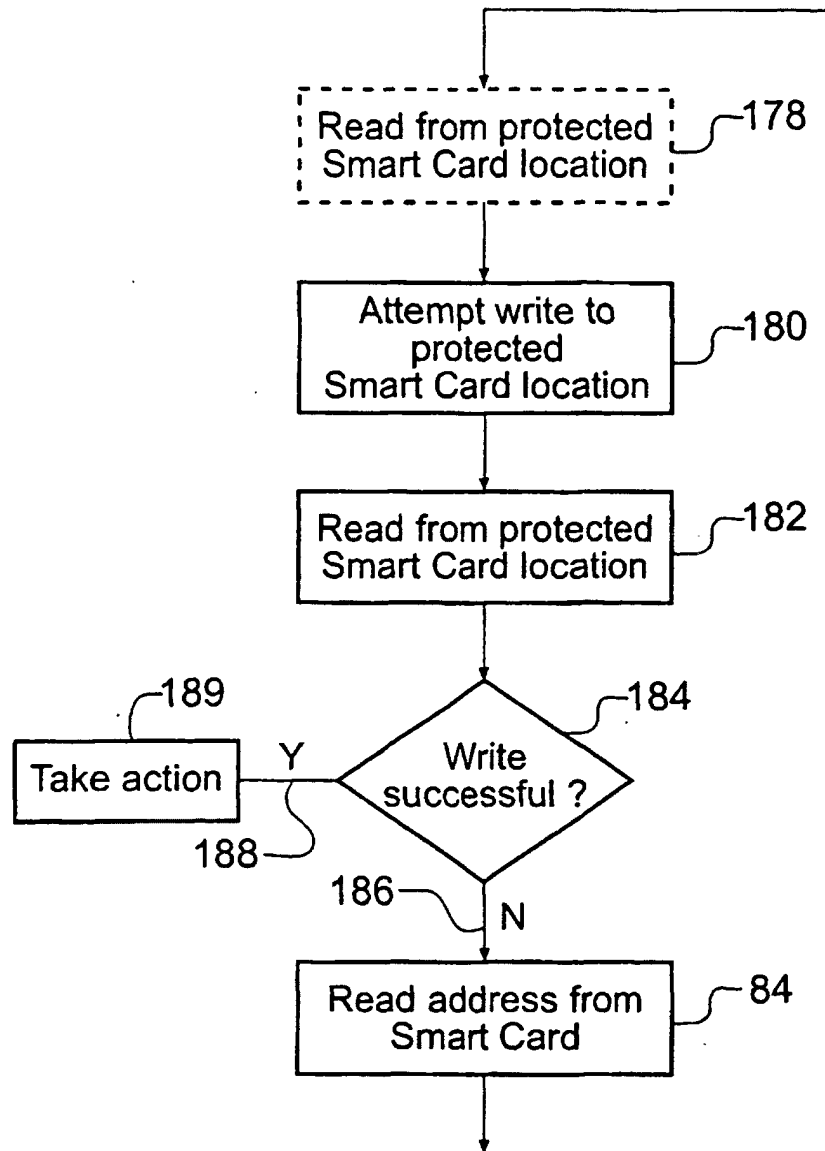 Read from protected
Smart Card location
178
Attempt write to
protected
Smart Card location
180
Read from protected
Smart Card location
182
184
189
Write
successful ?
Y
Take action
188
186
N
Read address from
Smart Card
84